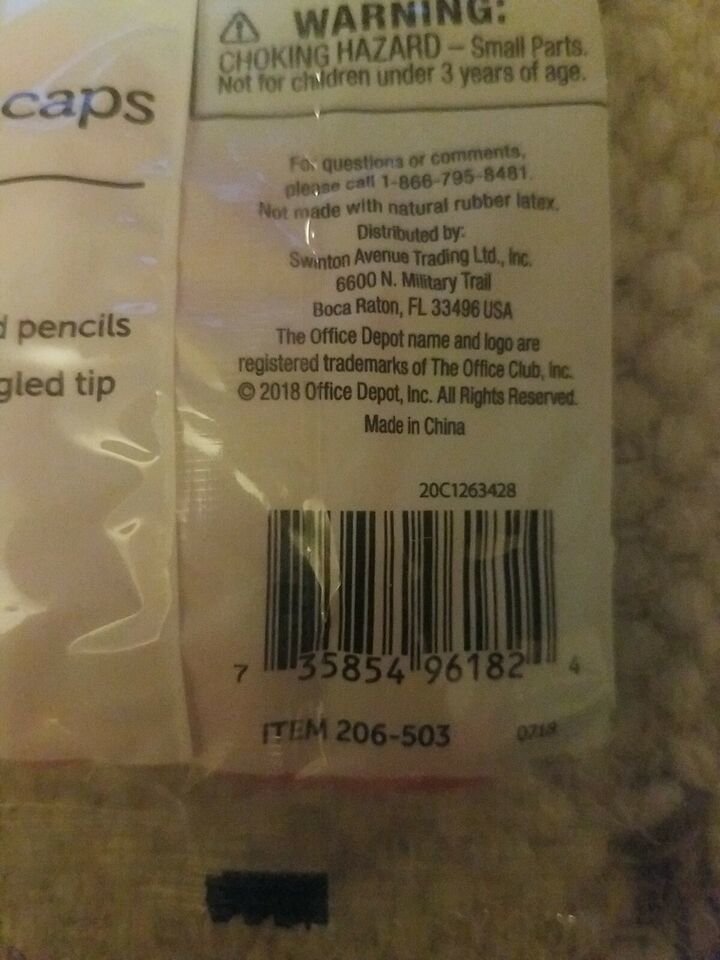 caps
d pencils
gled tip
WARNING:
CHOKING HAZARD – Small Parts.
Not for children under 3 years of age.
For questions or comments,
please call 1-866-795-8481.
Not made with natural rubber latex.
Distributed by:
Swinton Avenue Trading Ltd., Inc.
6600 N. Military Trail
Boca Raton, FL 33496 USA
The Office Depot name and logo are
registered trademarks of The Office Club, Inc.
© 2018 Office Depot, Inc. All Rights Reserved.
Made in China
20C1263428
7 35854 96182 4
ITEM 206-503 0718